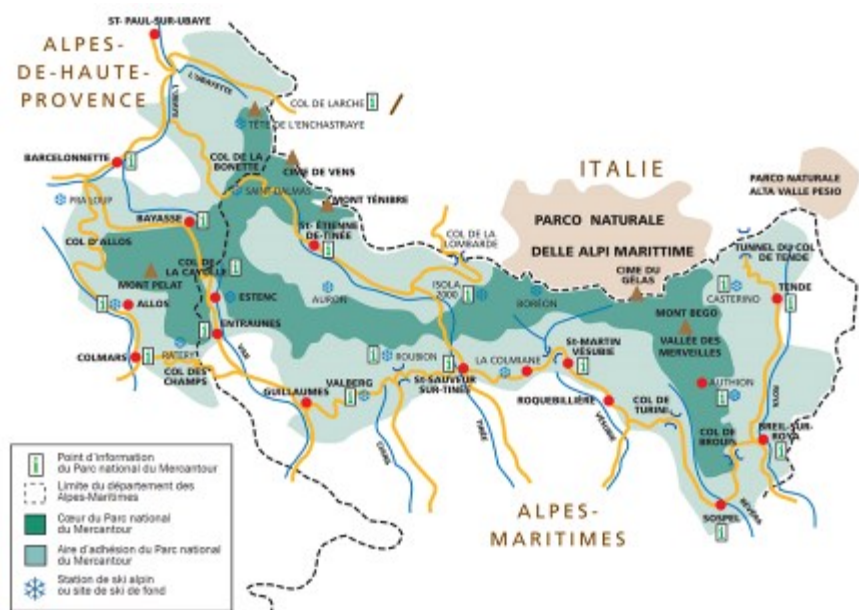 ST- PAUL-SUR-UBAYE
ALPES-
DE-HAUTE-
PROVENCE
L'UBAYETTE
L'UBAYE
COL DE LARCHE
TÊTE DE L'ENCHASTRAYE
BARCELONNETTE
COL DE LA
BONETTE
CIME DE VENS
ITALIE
PARCO NATURALE
ALTA VALLE PESIO
PRA LOUP
SAINT DALMAS
MONT TÉNIBRE
PARCO NATURALE
DELLE ALPI MARITTIME
BAYASSE
ST- ÉTIENNE
DE-TINÉE
COL DE LA
LOMBARDE
COL D'ALLOS
TUNNEL DU COL
DE TENDE
COL DE
LA CAYOLLE
MONT PELAT
CIME DU
GÉLAS
ISOLA
2000
ESTENC
AURON
BORÉON
CASTERINO
TENDE
ALLOS
MONT BEGO
ENTRAUNES
VALLÉE DES
MERVEILLES
COLMARS
RATERY
COL DES
CHAMPS
VAR
ROUBION
LA COLMIANE
St-MARTIN
VÉSUBIE
AUTHION
ROYA
GUILLAUMES
VALBERG
St-SAUVEUR
SUR-TINÉE
ROQUEBILLIÈRE
COL DE
TURINI
VÉSUBIE
COL DE
BROUIS
BREIL-SUR-
ROYA
CIANS
TINÉE
ALPES-
MARITIMES
SOSPEL
BÉVÉRA
Point d'information
du Parc national du Mercantour
Limite du département des
Alpes-Maritimes
Cœur du Parc national
du Mercantour
Aire d'adhésion du Parc national
du Mercantour
Station de ski alpin
ou site de ski de fond